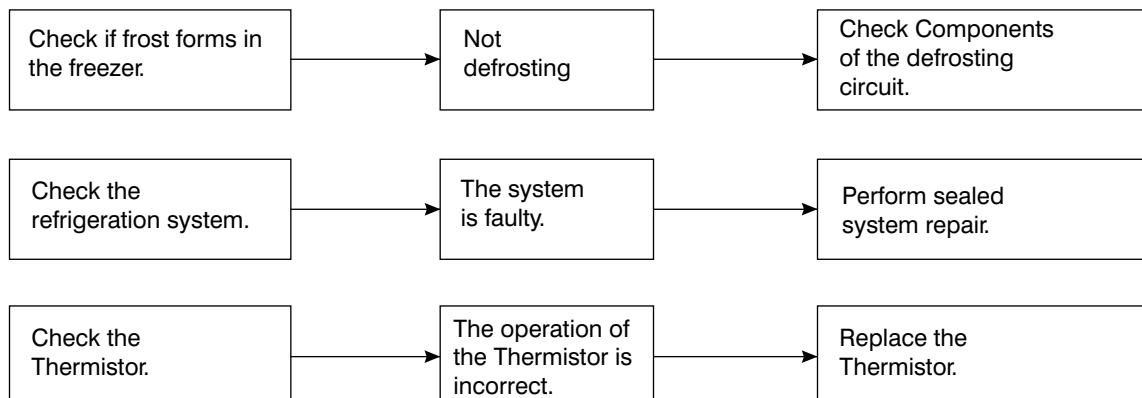 Check if frost forms in
the freezer.
Not
defrosting
Check Components
of the defrosting
circuit.
Check the
refrigeration system.
The system
is faulty.
Perform sealed
system repair.
Check the
Thermistor.
The operation of
the Thermistor is
incorrect.
Replace the
Thermistor.